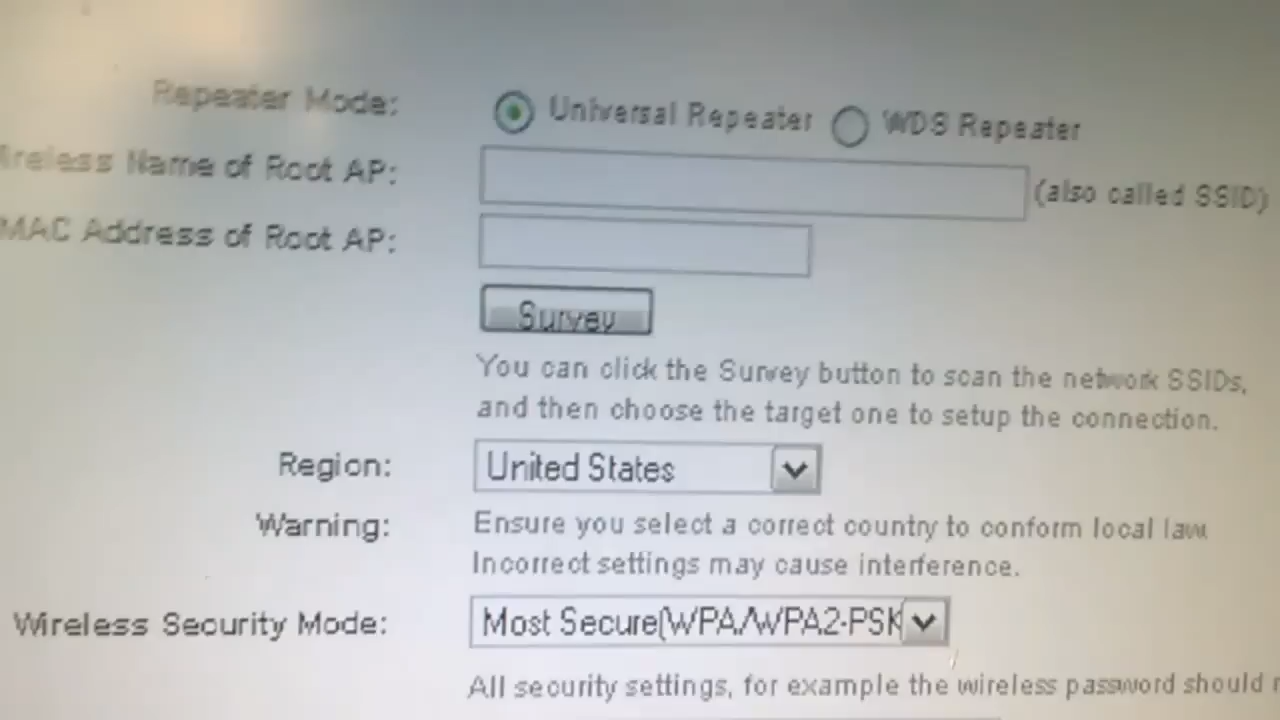 Repeater Mode: Universal Repeater WDS Repeater
ireless Name of Root AP: (also called SSID)
MAC Address of Root AP:
Survey
You can click the Survey button to scan the network SSIDs,
and then choose the target one to setup the connection.
Region: United States
Warning: Ensure you select a correct country to conform local law.
Incorrect settings may cause interference.
Wireless Security Mode: Most Secure(WPA/WPA2-PSK
All security settings, for example the wireless password should